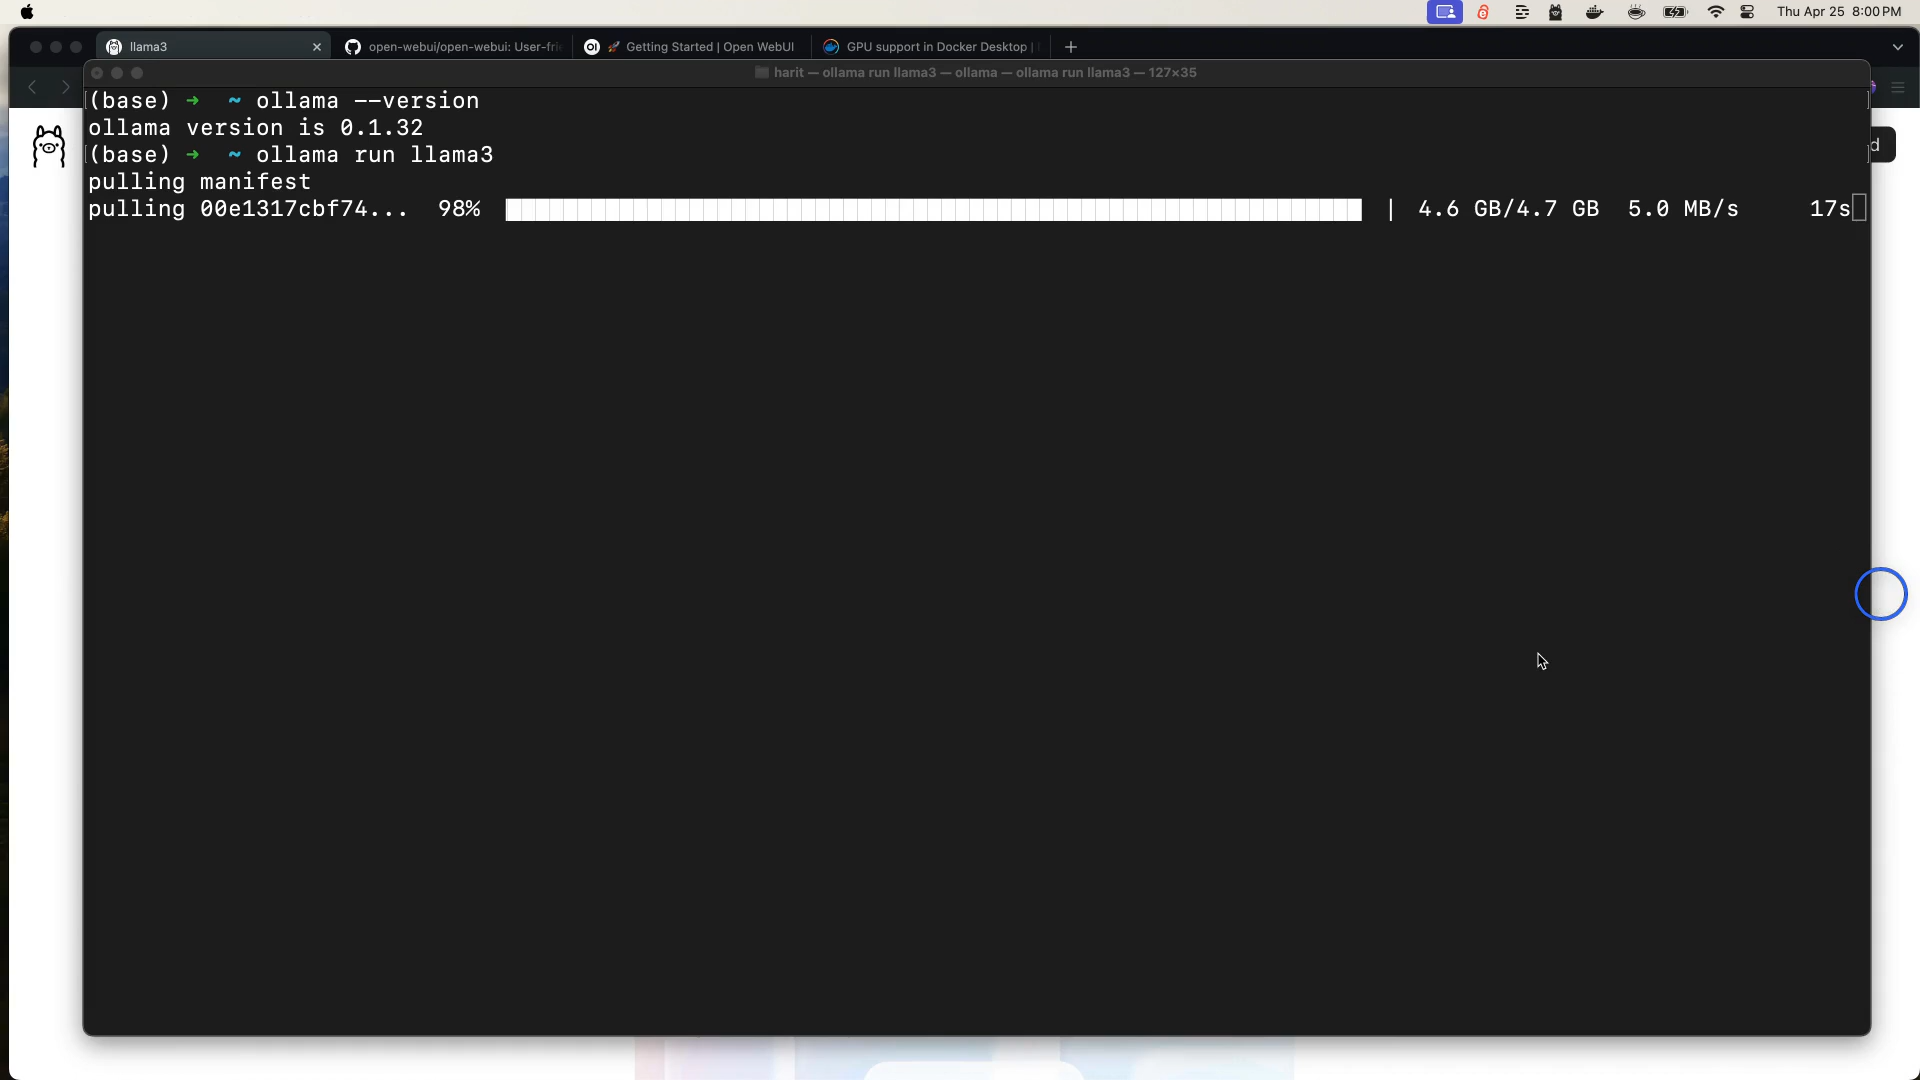 Thu Apr 25 8:00 PM
llama3
open-webui/open-webui: User-fri
OI 🚀 Getting Started | Open WebUI
GPU support in Docker Desktop |
harit — ollama run llama3 — ollama — ollama run llama3 — 127×35
(base) ➜ ~ ollama --version
ollama version is 0.1.32
(base) ➜ ~ ollama run llama3
pulling manifest
pulling 00e1317cbf74... 98% | 4.6 GB/4.7 GB 5.0 MB/s 17s
d